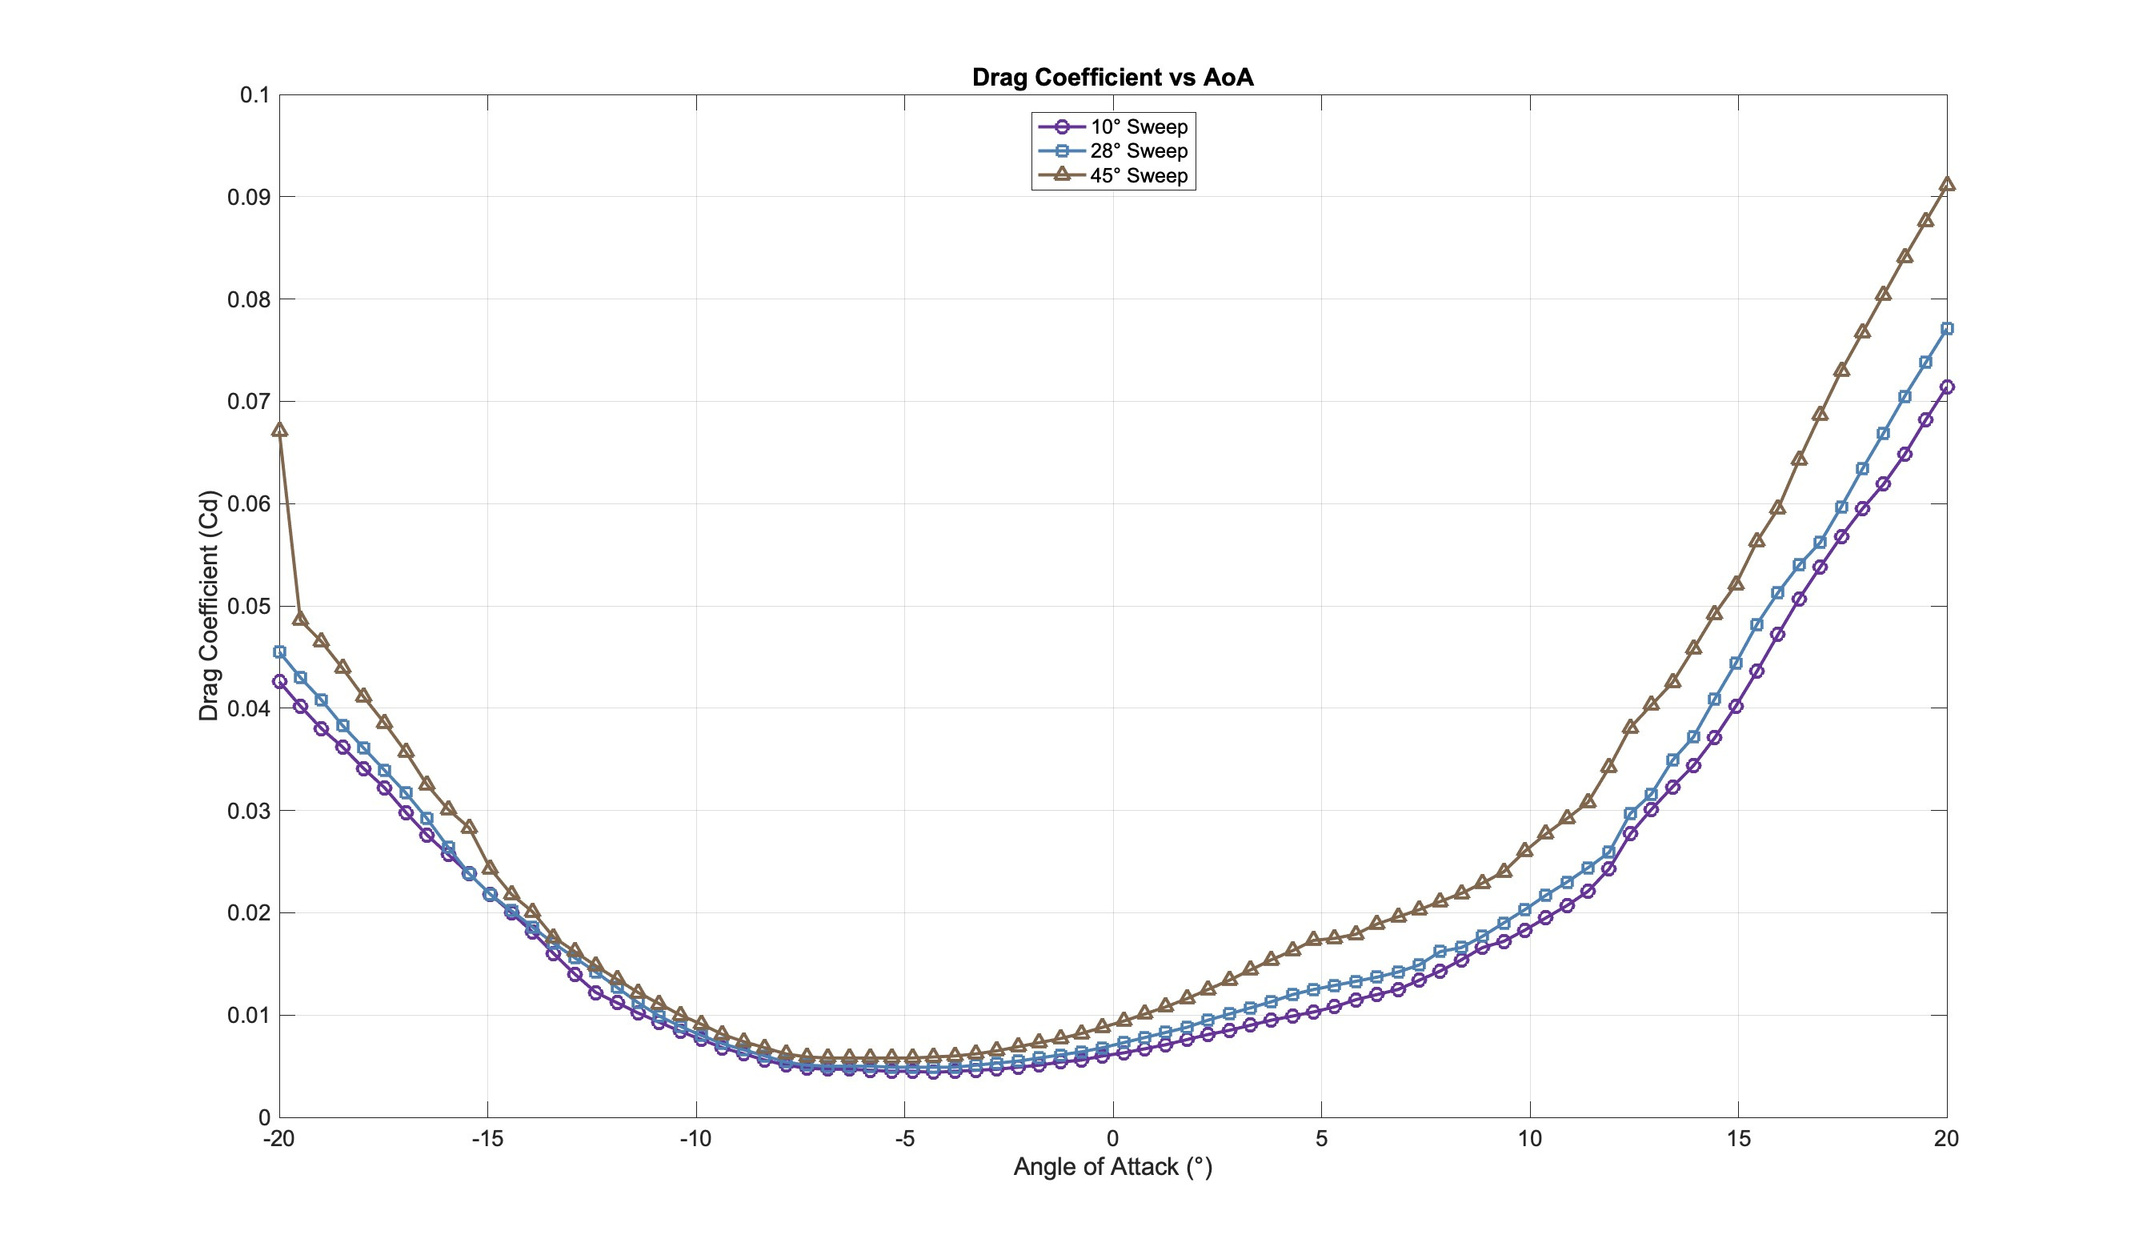 Drag Coefficient vs AoA
10° Sweep
28° Sweep
45° Sweep
0.1
0.09
0.08
0.07
0.06
0.05
0.04
0.03
0.02
0.01
0
Drag Coefficient (Cd)
-20 -15 -10 -5 0 5 10 15 20
Angle of Attack (°)